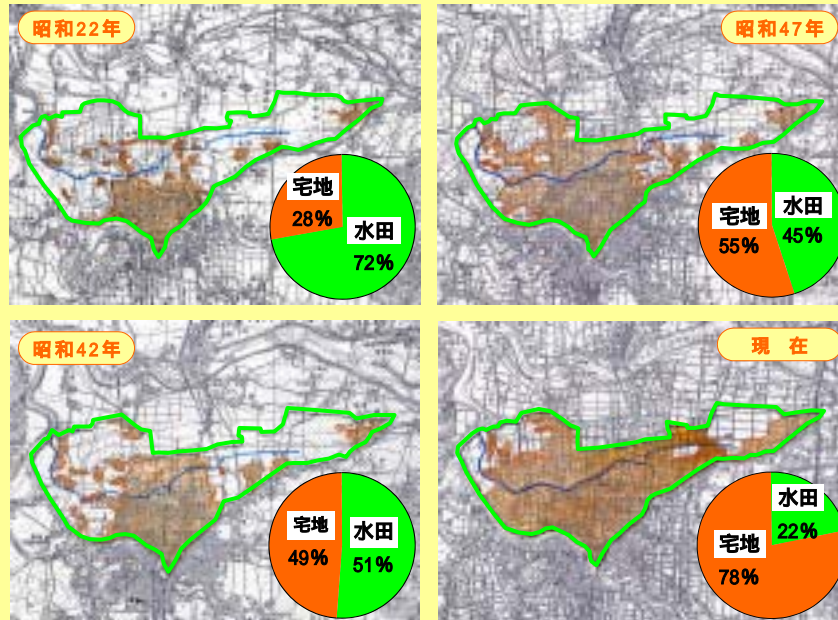 昭和22年
宅地
28%
水田
72%
昭和47年
宅地
55%
水田
45%
昭和42年
宅地
49%
水田
51%
現 在
水田
22%
宅地
78%